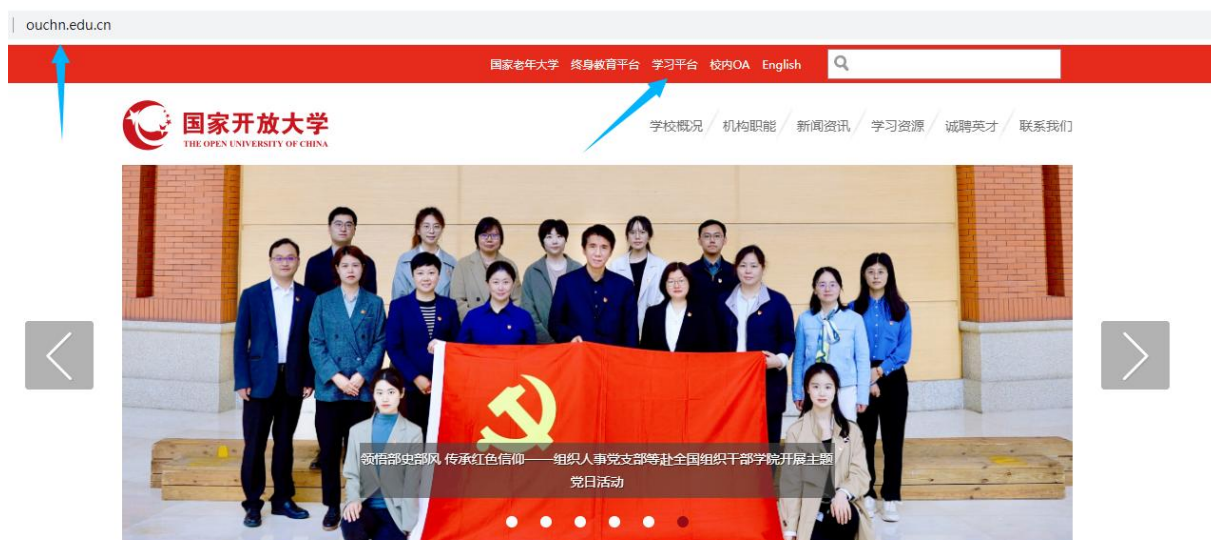 ouchn.edu.cn
国家老年大学 终身教育平台 学习平台 校内OA English
国家开放大学
THE OPEN UNIVERSITY OF CHINA
学校概况 / 机构职能 / 新闻资讯 / 学习资源 / 诚聘英才 / 联系我们
领悟部史部风 传承红色信仰——组织人事党支部等赴全国组织干部学院开展主题
党日活动